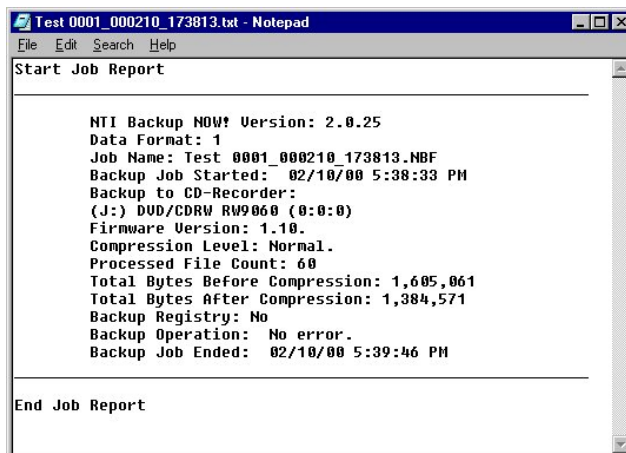 Test 0001_000210_173813.txt - Notepad
File Edit Search Help
Start Job Report
NTI Backup NOW! Version: 2.0.25
Data Format: 1
Job Name: Test 0001_000210_173813.NBF
Backup Job Started:  02/10/00 5:38:33 PM
Backup to CD-Recorder:
(J:) DVD/CDRW RW9060 (0:0:0)
Firmware Version: 1.10.
Compression Level: Normal.
Processed File Count: 60
Total Bytes Before Compression: 1,605,061
Total Bytes After Compression: 1,384,571
Backup Registry: No
Backup Operation:  No error.
Backup Job Ended:  02/10/00 5:39:46 PM
End Job Report